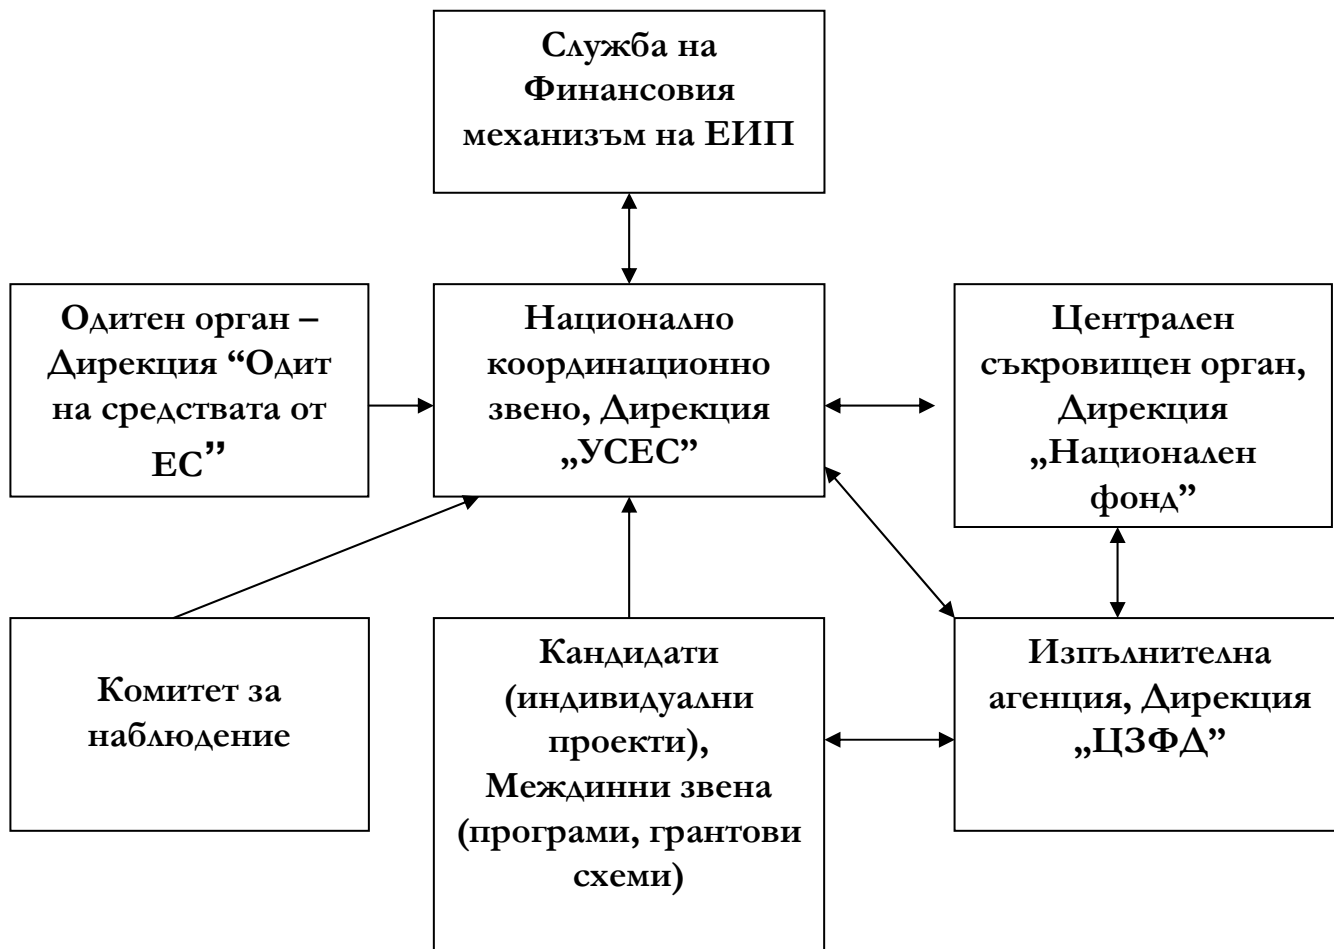 Служба на
Финансовия
механизъм на ЕИП
Одитен орган –
Дирекция “Одит
на средствата от
ЕС”
Национално
координационно
звено, Дирекция
„УСЕС”
Централен
съкровищен орган,
Дирекция
„Национален
фонд”
Комитет за
наблюдение
Кандидати
(индивидуални
проекти),
Междинни звена
(програми, грантови
схеми)
Изпълнителна
агенция, Дирекция
„ЦЗФД”